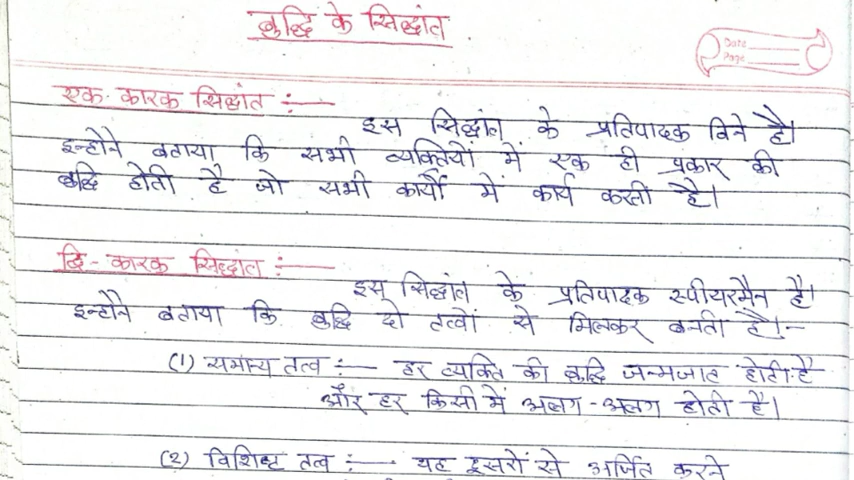 बुद्धि के सिद्धांत
Date
Page
एक-कारक सिद्धांत :—
इस सिद्धांत के प्रतिपादक विने है।
इन्होने बताया कि सभी व्यक्तियों में एक ही प्रकार की
बुद्धि होती है जो सभी कार्यों में कार्य करती है।
द्वि-कारक सिद्धांत :—
इस सिद्धांत के प्रतिपादक स्पीयरमैन है।
इन्होने बताया कि बुद्धि दो तत्वों से मिलकर बनती है।-
(1) समान्य तत्व :— हर व्यक्ति की बुद्धि जन्मजात होती है
और हर किसी में अलग-अलग होती है।
(2) विशिष्ट तत्व :— यह दूसरों से अर्जित करने